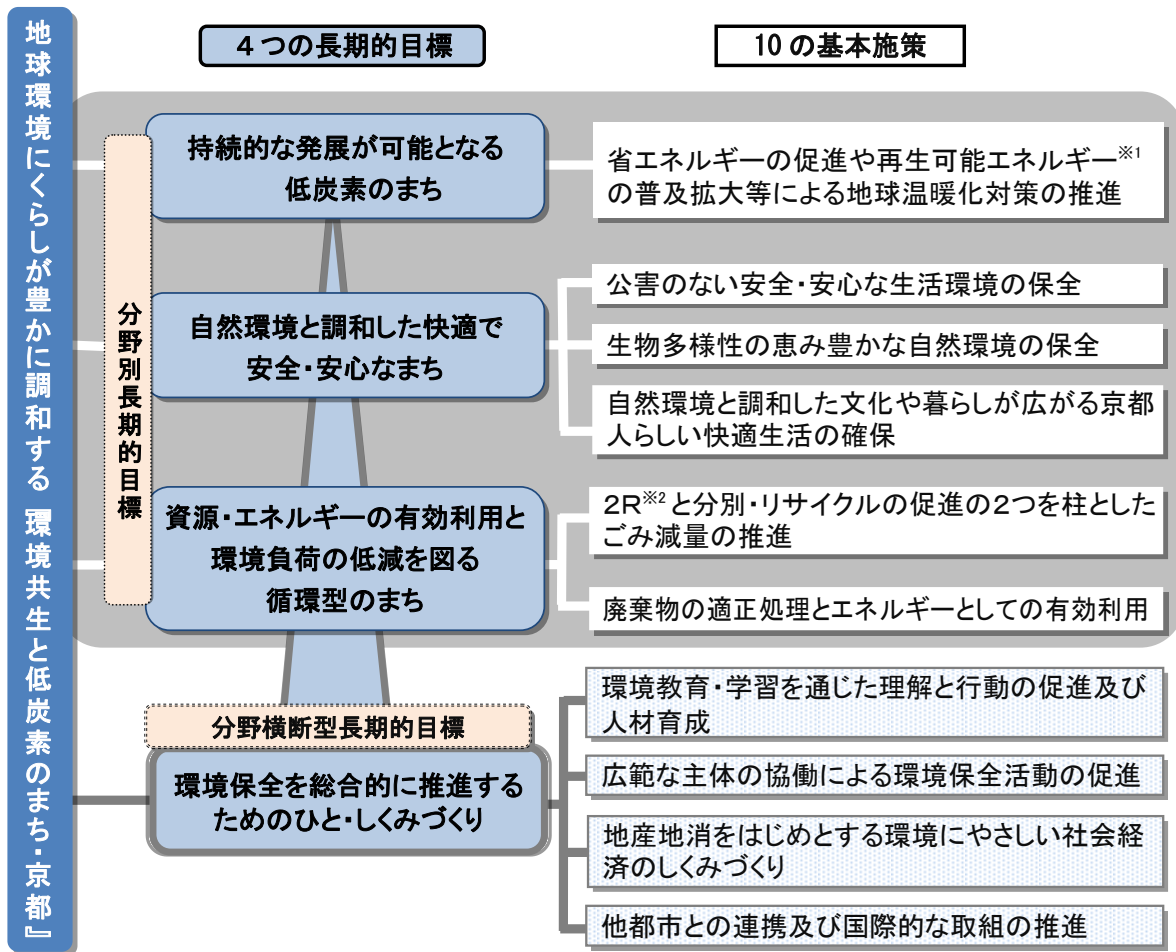 地球環境にくらしが豊かに調和する『環境共生と低炭素のまち・京都』
4つの長期的目標
10の基本施策
分野別長期的目標
持続的な発展が可能となる
低炭素のまち
省エネルギーの促進や再生可能エネルギー※1
の普及拡大等による地球温暖化対策の推進
自然環境と調和した快適で
安全・安心なまち
公害のない安全・安心な生活環境の保全
生物多様性の恵み豊かな自然環境の保全
自然環境と調和した文化や暮らしが広がる京都
人らしい快適生活の確保
資源・エネルギーの有効利用と
環境負荷の低減を図る
循環型のまち
2R※2と分別・リサイクルの促進の2つを柱とした
ごみ減量の推進
廃棄物の適正処理とエネルギーとしての有効利用
分野横断型長期的目標
環境保全を総合的に推進する
ためのひと・しくみづくり
環境教育・学習を通じた理解と行動の促進及び
人材育成
広範な主体の協働による環境保全活動の促進
地産地消をはじめとする環境にやさしい社会経
済のしくみづくり
他都市との連携及び国際的な取組の推進